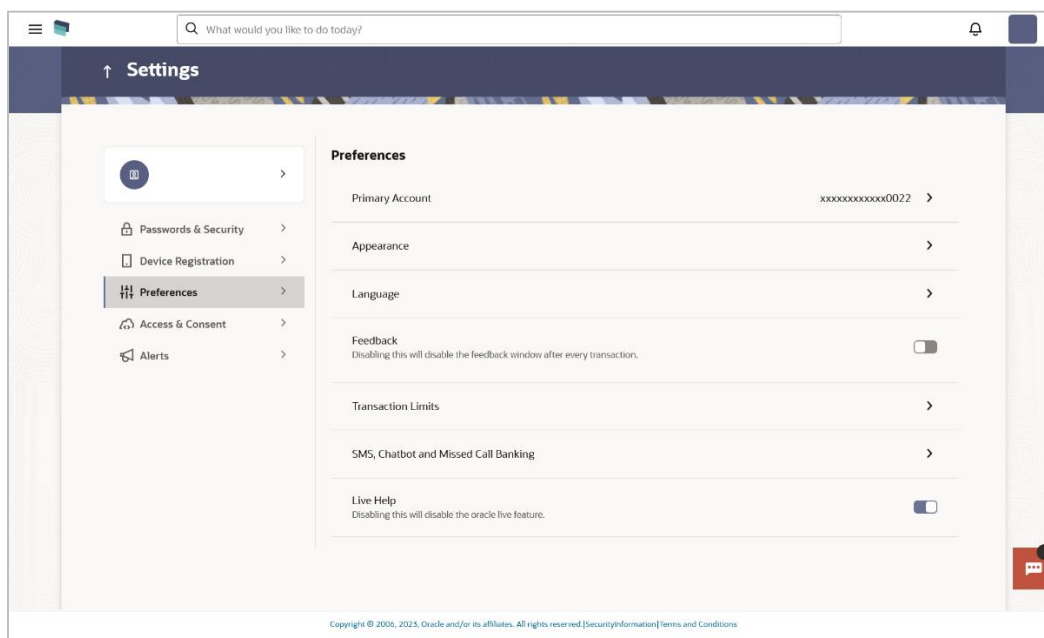 What would you like to do today?
↑ Settings
Preferences
Primary Account xxxxxxxxxxxx0022
Passwords & Security
Appearance
Device Registration
Preferences
Language
Access & Consent
Feedback
Disabling this will disable the feedback window after every transaction.
Alerts
Transaction Limits
SMS, Chatbot and Missed Call Banking
Live Help
Disabling this will disable the oracle live feature.
Copyright © 2006, 2023, Oracle and/or its affiliates. All rights reserved.|SecurityInformation|Terms and Conditions